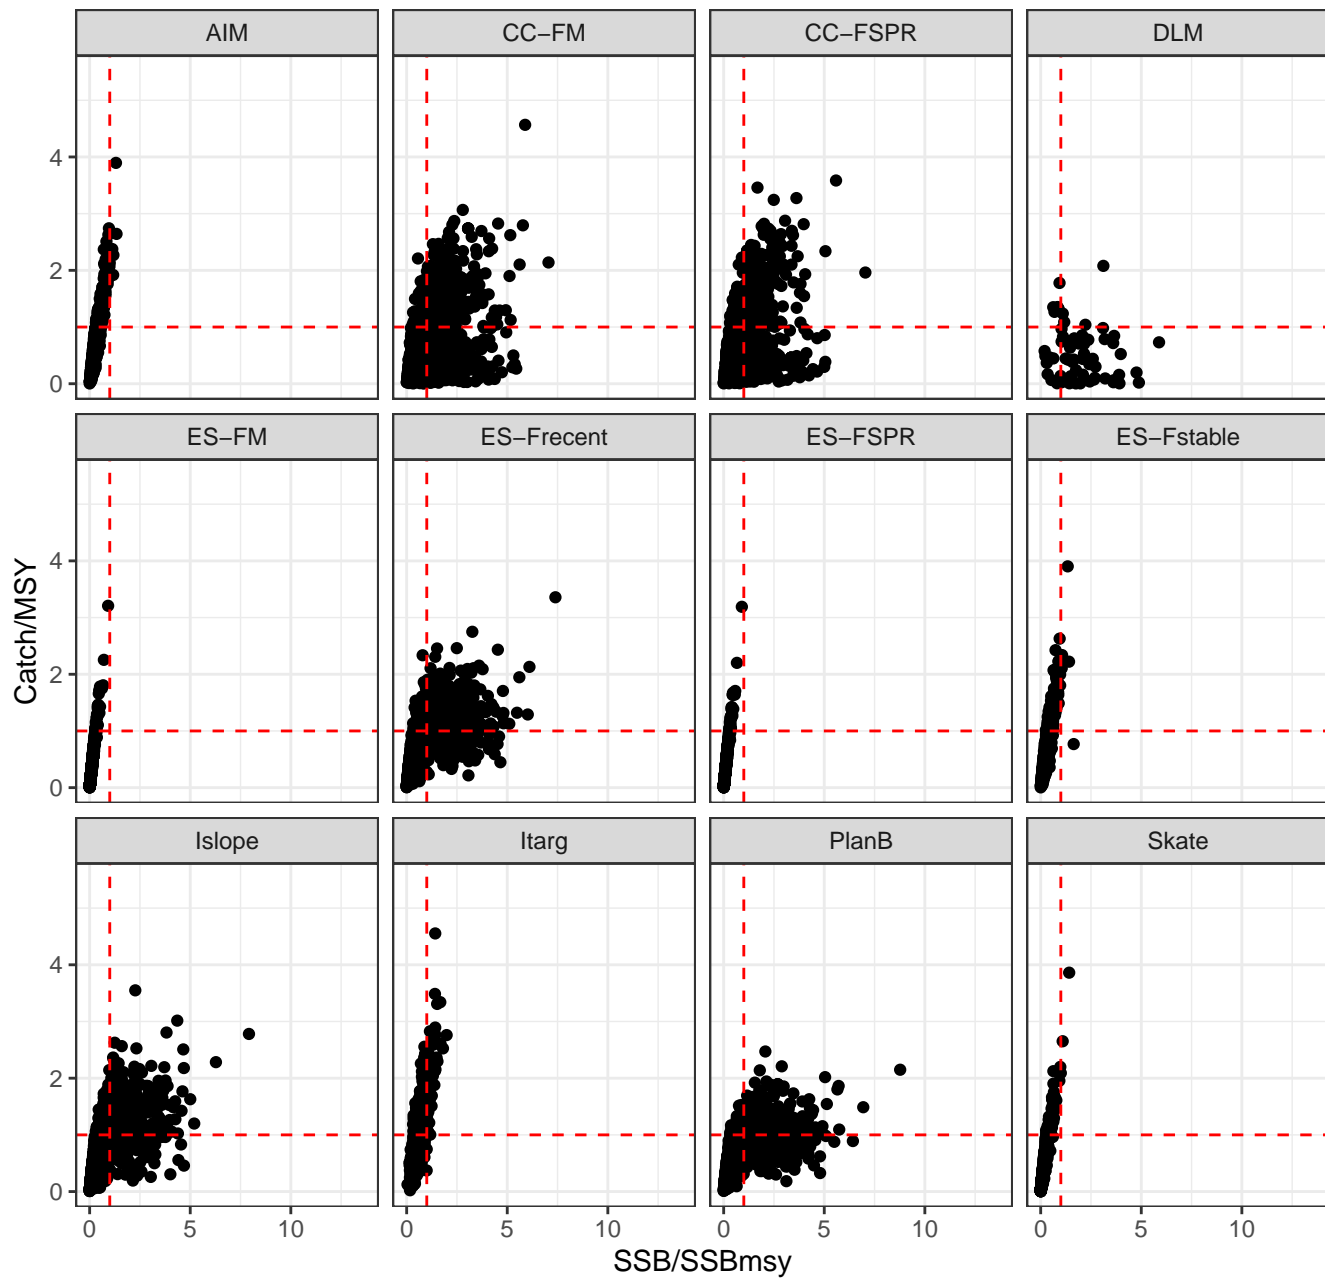 AIM
CC−FM
CC−FSPR
DLM
4
2
0
ES−FM
ES−Frecent
ES−FSPR
ES−Fstable
4
2
0
Catch/MSY
Islope
Itarg
PlanB
Skate
4
2
0
0 5 10 0 5 10 0 5 10 0 5 10
SSB/SSBmsy